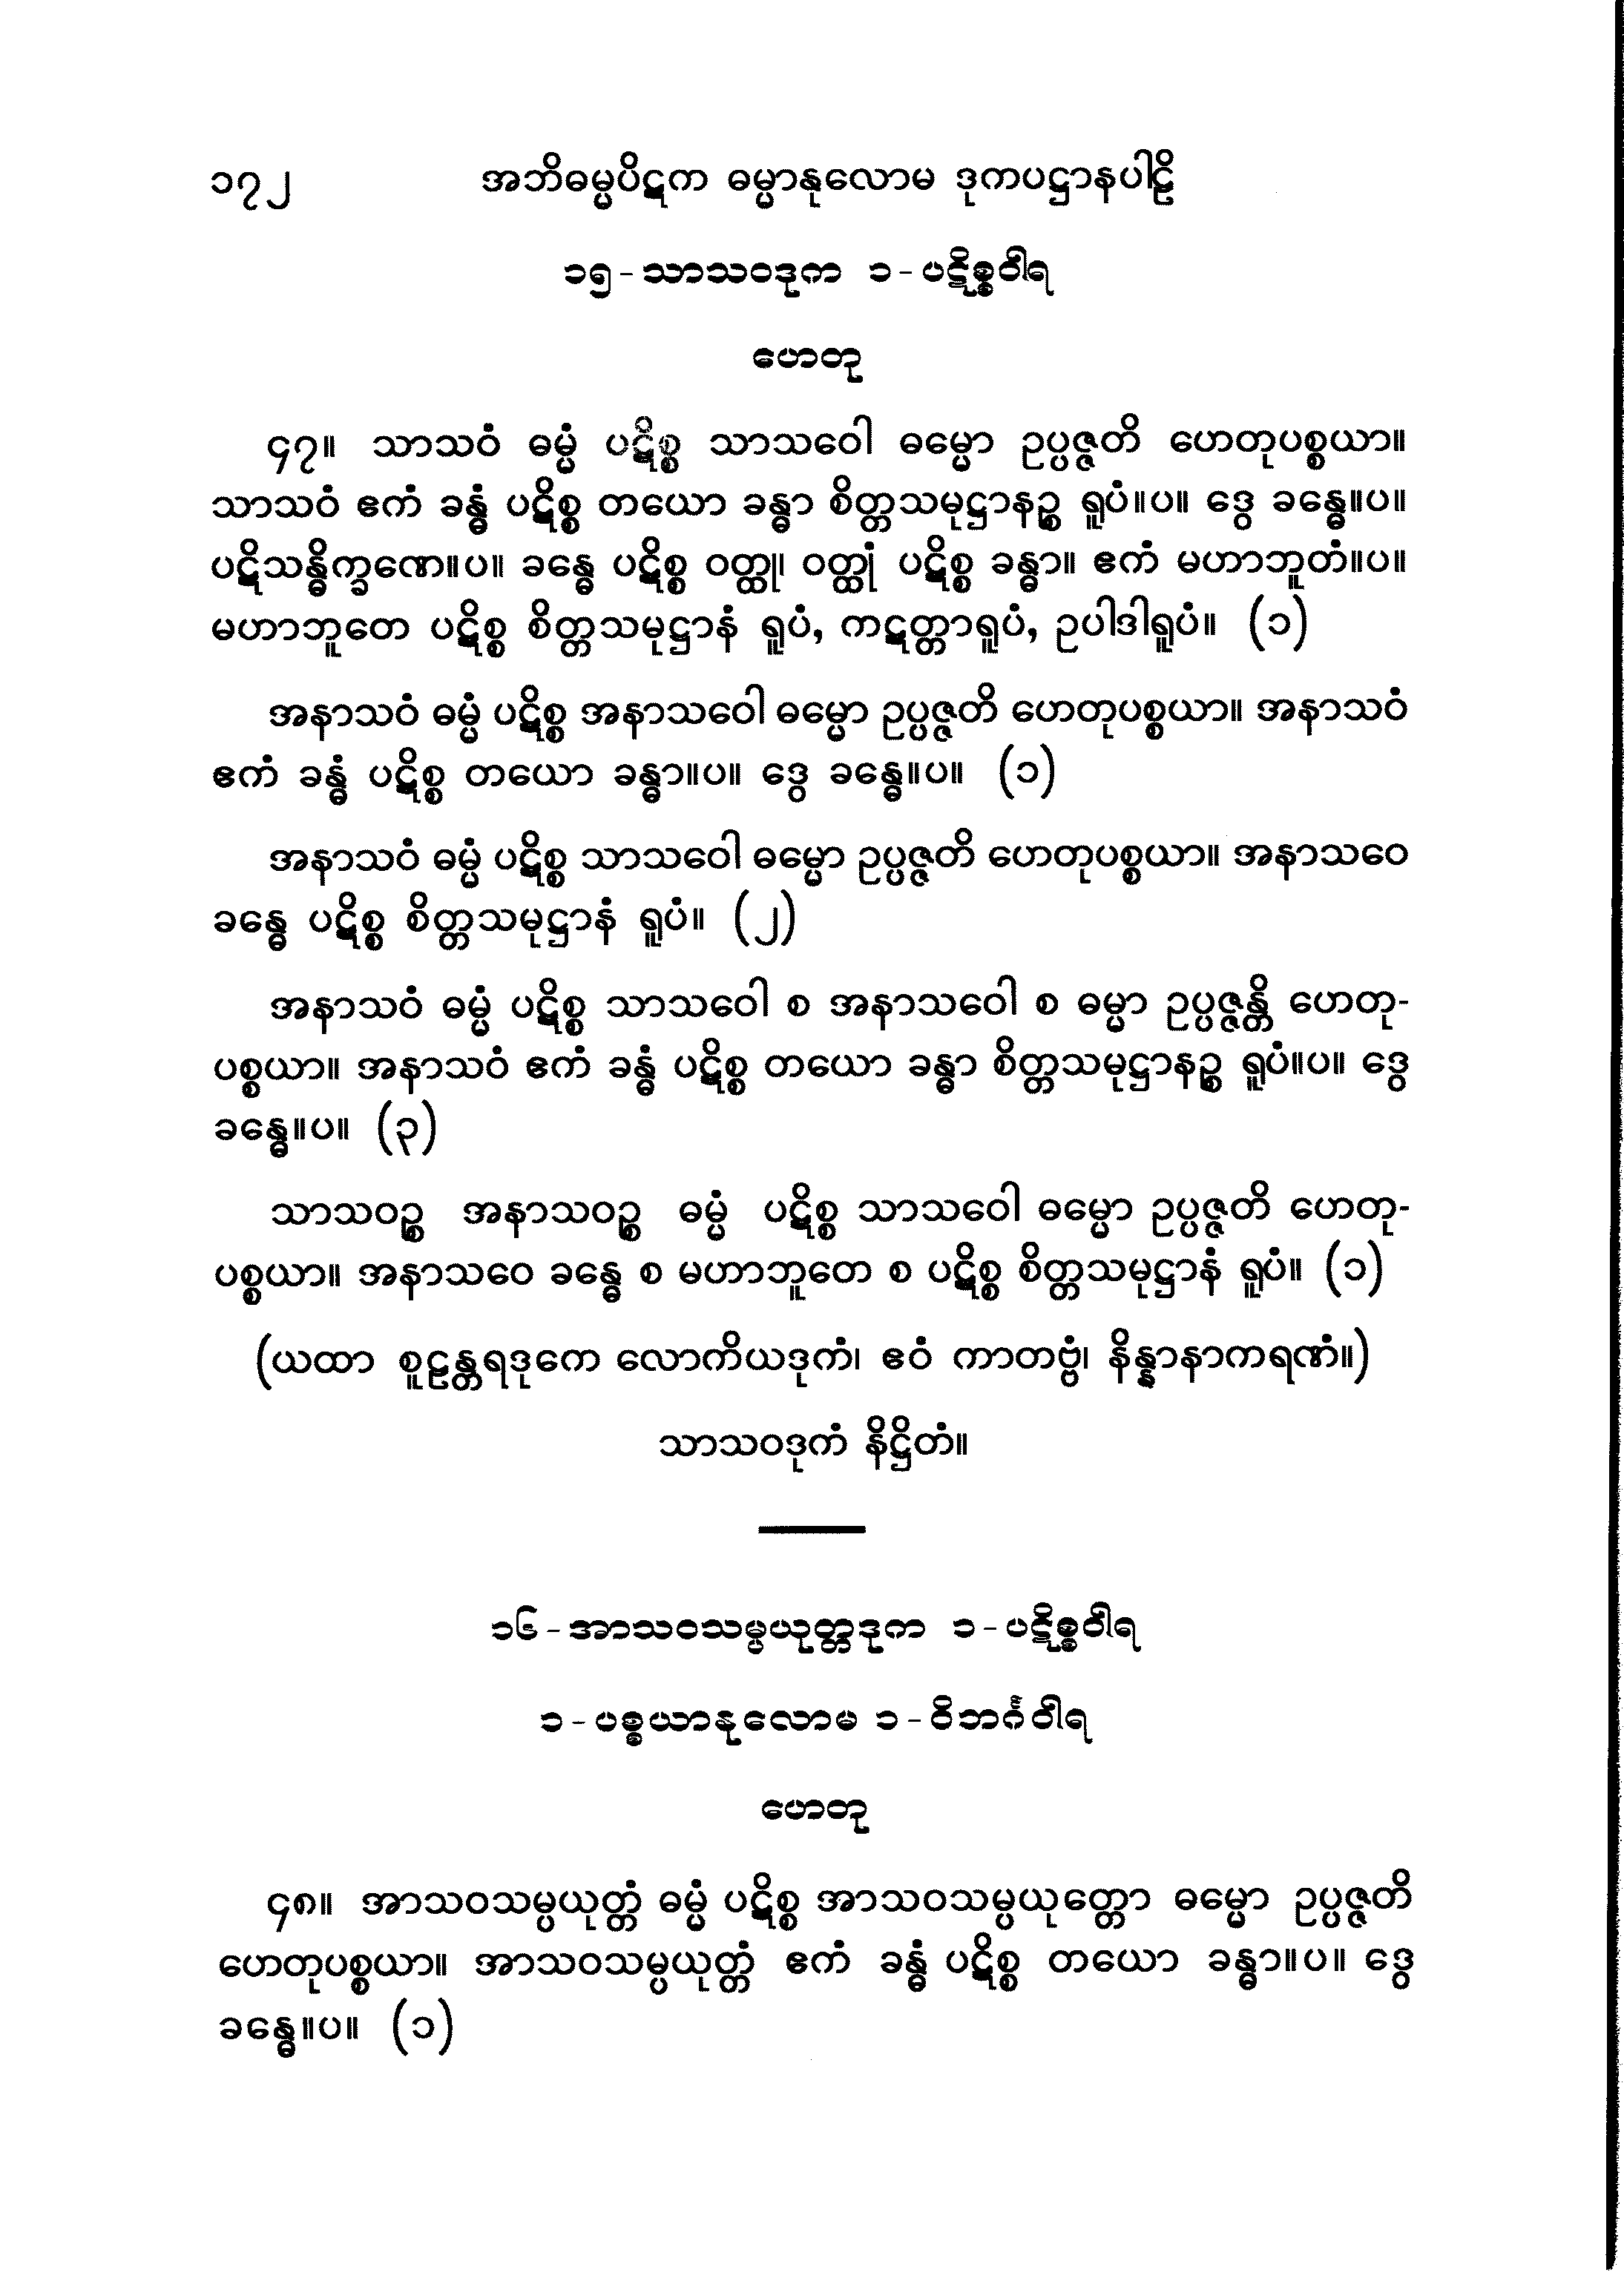 ၁၇၂ အဘိဓမ္မပိဋက ဓမ္မာနုလောမ ဒုကပဋ္ဌာနပါဠိ
၁၅-သာသဝဒုက ၁-ပဋိစ္စဝါရ
ဟေတု
၄၇။ သာသဝံ ဓမ္မံ ပဋိစ္စ သာသဝေါ ဓမ္မော ဥပ္ပဇ္ဇတိ ဟေတုပစ္စယာ။
သာသဝံ ဧကံ ခန္ဓံ ပဋိစ္စ တယော ခန္ဓာ စိတ္တသမုဋ္ဌာနဉ္စ ရူပံ။ပ။ ဒွေ ခန္ဓေ။ပ။
ပဋိသန္ဓိက္ခဏေ။ပ။ ခန္ဓေ ပဋိစ္စ ဝတ္ထု၊ ဝတ္ထုံ ပဋိစ္စ ခန္ဓာ။ ဧကံ မဟာဘူတံ။ပ။
မဟာဘူတေ ပဋိစ္စ စိတ္တသမုဋ္ဌာနံ ရူပံ, ကဋတ္တာရူပံ, ဥပါဒါရူပံ။ (၁)
အနာသဝံ ဓမ္မံ ပဋိစ္စ အနာသဝေါ ဓမ္မော ဥပ္ပဇ္ဇတိ ဟေတုပစ္စယာ။ အနာသဝံ
ဧကံ ခန္ဓံ ပဋိစ္စ တယော ခန္ဓာ။ပ။ ဒွေ ခန္ဓေ။ပ။ (၁)
အနာသဝံ ဓမ္မံ ပဋိစ္စ သာသဝေါ ဓမ္မော ဥပ္ပဇ္ဇတိ ဟေတုပစ္စယာ။ အနာသဝေ
ခန္ဓေ ပဋိစ္စ စိတ္တသမုဋ္ဌာနံ ရူပံ။ (၂)
အနာသဝံ ဓမ္မံ ပဋိစ္စ သာသဝေါ စ အနာသဝေါ စ ဓမ္မာ ဥပ္ပဇ္ဇန္တိ ဟေတု-
ပစ္စယာ။ အနာသဝံ ဧကံ ခန္ဓံ ပဋိစ္စ တယော ခန္ဓာ စိတ္တသမုဋ္ဌာနဉ္စ ရူပံ။ပ။ ဒွေ
ခန္ဓေ။ပ။ (၃)
သာသဝဉ္စ အနာသဝဉ္စ ဓမ္မံ ပဋိစ္စ သာသဝေါ ဓမ္မော ဥပ္ပဇ္ဇတိ ဟေတု-
ပစ္စယာ။ အနာသဝေ ခန္ဓေ စ မဟာဘူတေ စ ပဋိစ္စ စိတ္တသမုဋ္ဌာနံ ရူပံ။ (၁)
(ယထာ စူဠန္တရဒုကေ လောကိယဒုကံ၊ ဧဝံ ကာတဗ္ဗံ၊ နိန္နာနာကရဏံ။)
သာသဝဒုကံ နိဋ္ဌိတံ။
၁၆-အာသဝသမ္ပယုတ္တဒုက ၁-ပဋိစ္စဝါရ
၁-ပစ္စယာနုလောမ ၁-ဝိဘင်္ဂဝါရ
ဟေတု
၄၈။ အာသဝသမ္ပယုတ္တံ ဓမ္မံ ပဋိစ္စ အာသဝသမ္ပယုတ္တော ဓမ္မော ဥပ္ပဇ္ဇတိ
ဟေတုပစ္စယာ။ အာသဝသမ္ပယုတ္တံ ဧကံ ခန္ဓံ ပဋိစ္စ တယော ခန္ဓာ။ပ။ ဒွေ
ခန္ဓေ။ပ။ (၁)